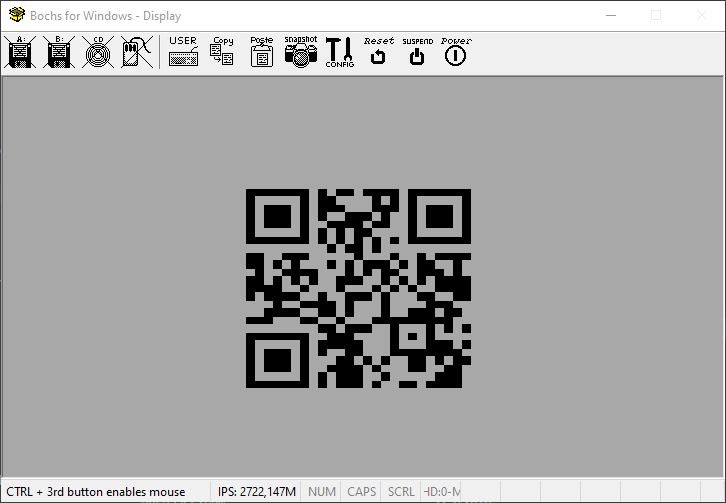 Bochs for Windows - Display
A: B: CD USER Copy Paste snapshot CONFIG Reset SUSPEND Power
CTRL + 3rd button enables mouse IPS: 2722,147M NUM CAPS SCRL HD:0-M